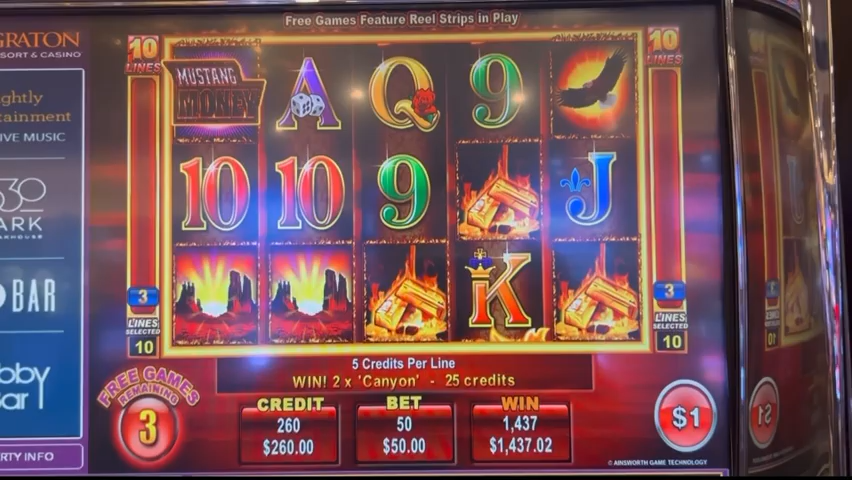 Free Games Feature Reel Strips in Play
GRATON
RESORT & CASINO
10
LINES
10
LINES
MUSTANG
MONEY
A
Q
9
ghtly
tainment
IVE MUSIC
10
10
9
J
630
ARK
BAR
3
K
3
LINES
SELECTED
10
LINES
SELECTED
10
5 Credits Per Line
WIN! 2 x 'Canyon' - 25 credits
FREE GAMES
REMAINING
3
CREDIT
260
$260.00
BET
50
$50.00
WIN
1,437
$1,437.02
$1
bby
ar
RTY INFO
© AINSWORTH GAME TECHNOLOGY